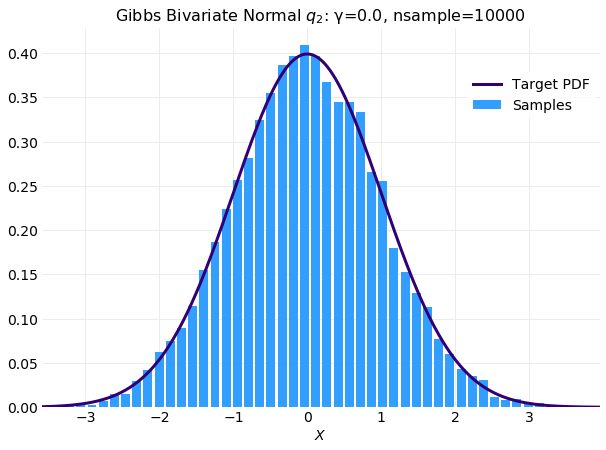 Gibbs Bivariate Normal $q_2$: γ=0.0, nsample=10000
0.40
0.35
0.30
0.25
0.20
0.15
0.10
0.05
0.00
Target PDF
Samples
−3 −2 −1 0 1 2 3
X